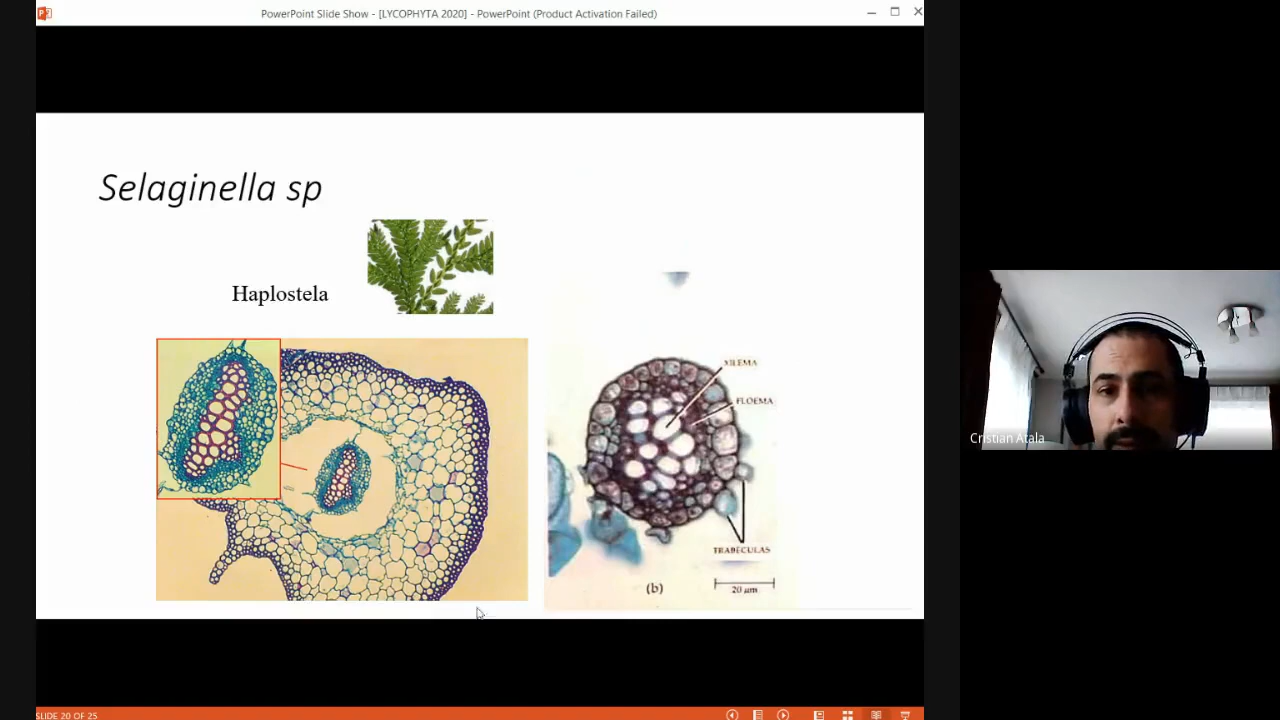 PowerPoint Slide Show - [LYCOPHYTA 2020] - PowerPoint (Product Activation Failed)
Selaginella sp
Haplostela
XILEMA
FLOEMA
TRABECULAS
(b)
20 µm
Cristian Atala
SLIDE 20 OF 25